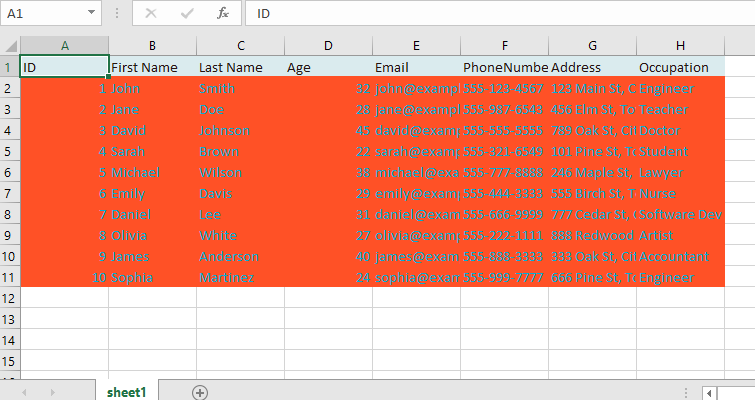 A1 fx ID
A B C D E F G H
1 ID First Name Last Name Age Email PhoneNumbe Address Occupation
2 1 John Smith 32 john@examp 555-123-4567 123 Main St, C Engineer
3 2 Jane Doe 28 jane@exampl 555-987-6543 456 Elm St, To Teacher
4 3 David Johnson 45 david@exam 555-555-5555 789 Oak St, Cit Doctor
5 4 Sarah Brown 22 sarah@exam 555-321-6549 101 Pine St, To Student
6 5 Michael Wilson 38 michael@exa 555-777-8888 246 Maple St, Lawyer
7 6 Emily Davis 29 emily@exam 555-444-3333 555 Birch St, T Nurse
8 7 Daniel Lee 31 daniel@exam 555-666-9999 777 Cedar St, Software Dev
9 8 Olivia White 27 olivia@examp 555-222-1111 888 Redwood Artist
10 9 James Anderson 40 james@exam 555-888-3333 333 Oak St, Cit Accountant
11 10 Sophia Martinez 24 sophia@exam 555-999-7777 666 Pine St, To Engineer
12
13
14
15
sheet1